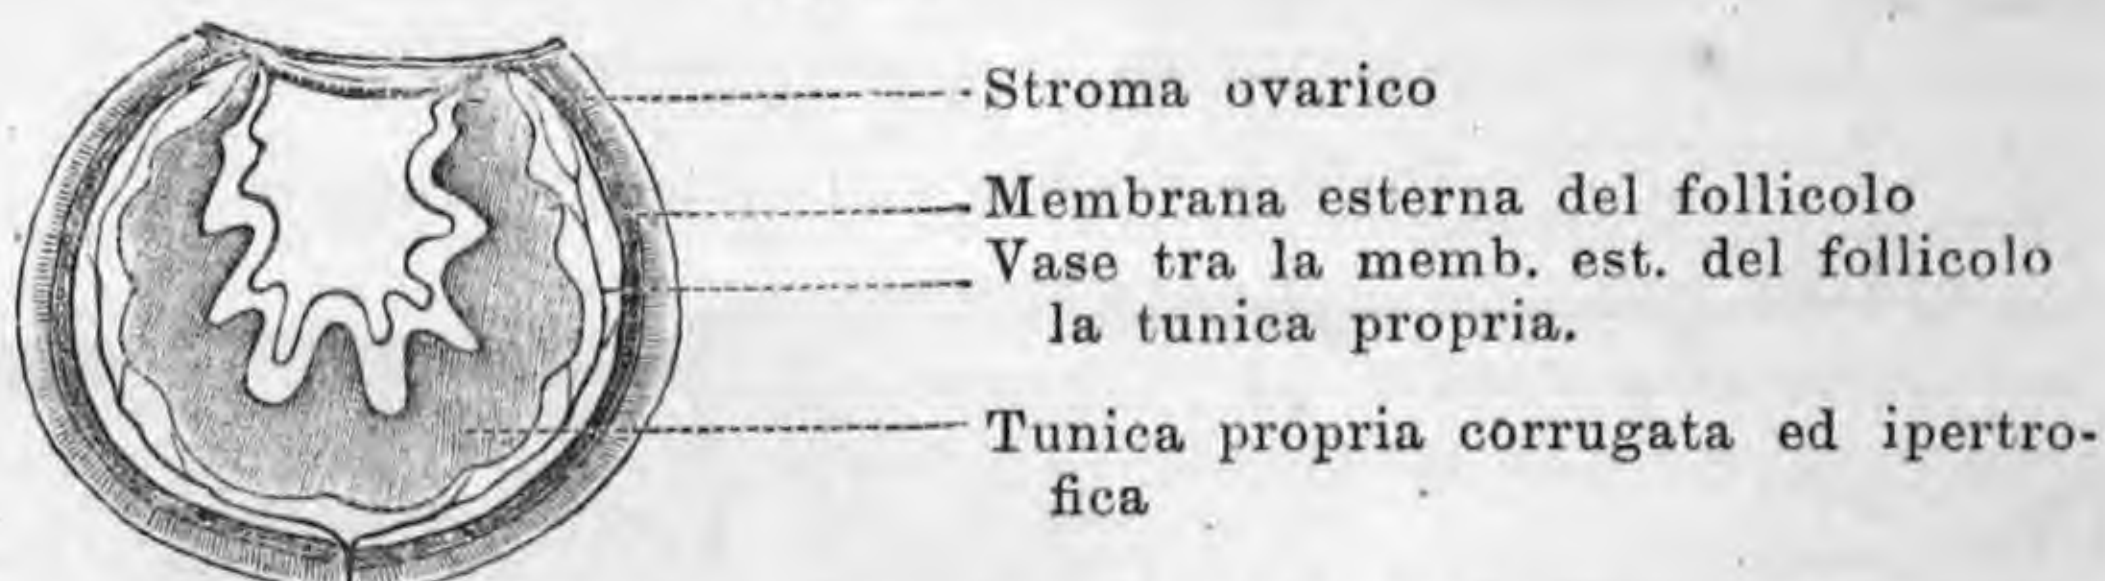 Stroma ovarico
Membrana esterna del follicolo
Vase tra la memb. est. del follicolo
la tunica propria.
Tunica propria corrugata ed ipertro-
fica